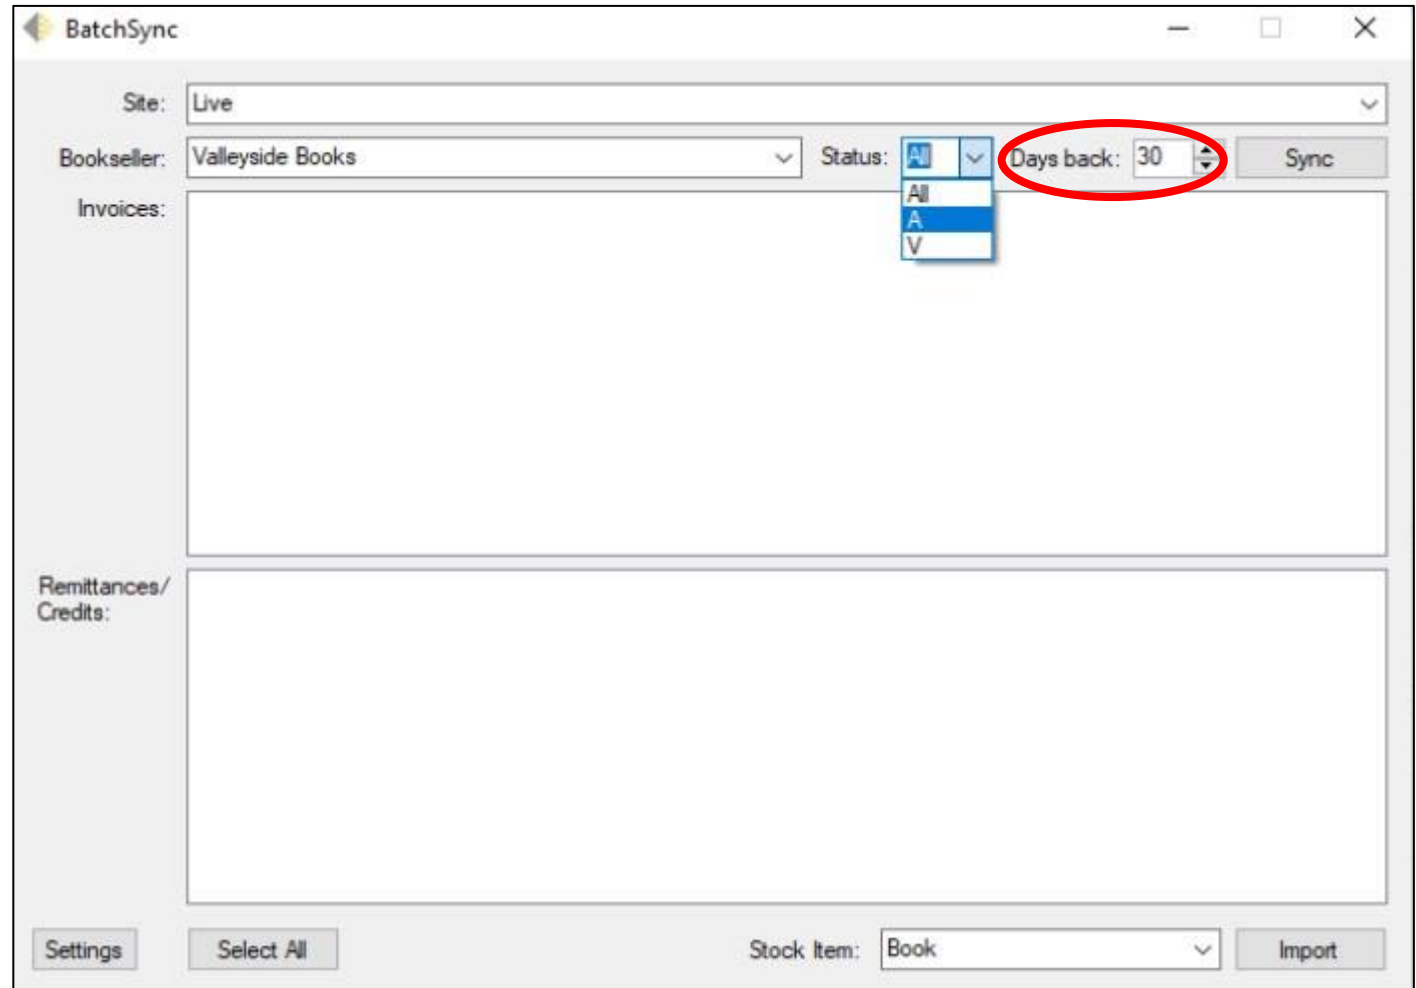 BatchSync
Site: Live
Bookseller: Valleyside Books Status: All Days back: 30 Sync
All
A
V
Invoices:
Remittances/
Credits:
Settings Select All Stock Item: Book Import